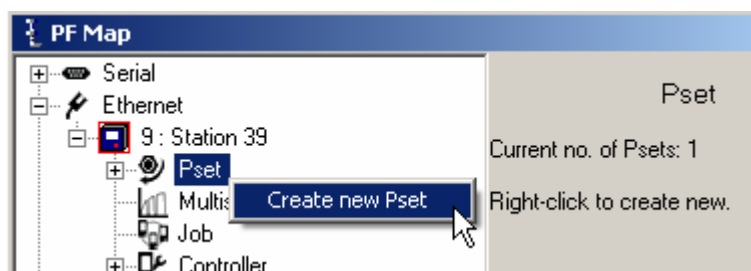 PF Map
Serial
Ethernet
9 : Station 39
Pset
Create new Pset
Job
Controller
Pset
Current no. of Psets: 1
Right-click to create new.